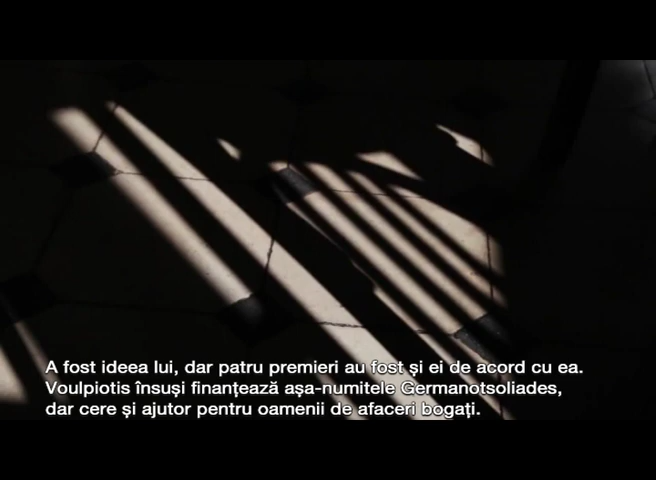 A fost ideea lui, dar patru premieri au fost și ei de acord cu ea.
Voulpiotis însuși finanțează așa-numitele Germanotsoliades,
dar cere și ajutor pentru oamenii de afaceri bogați.